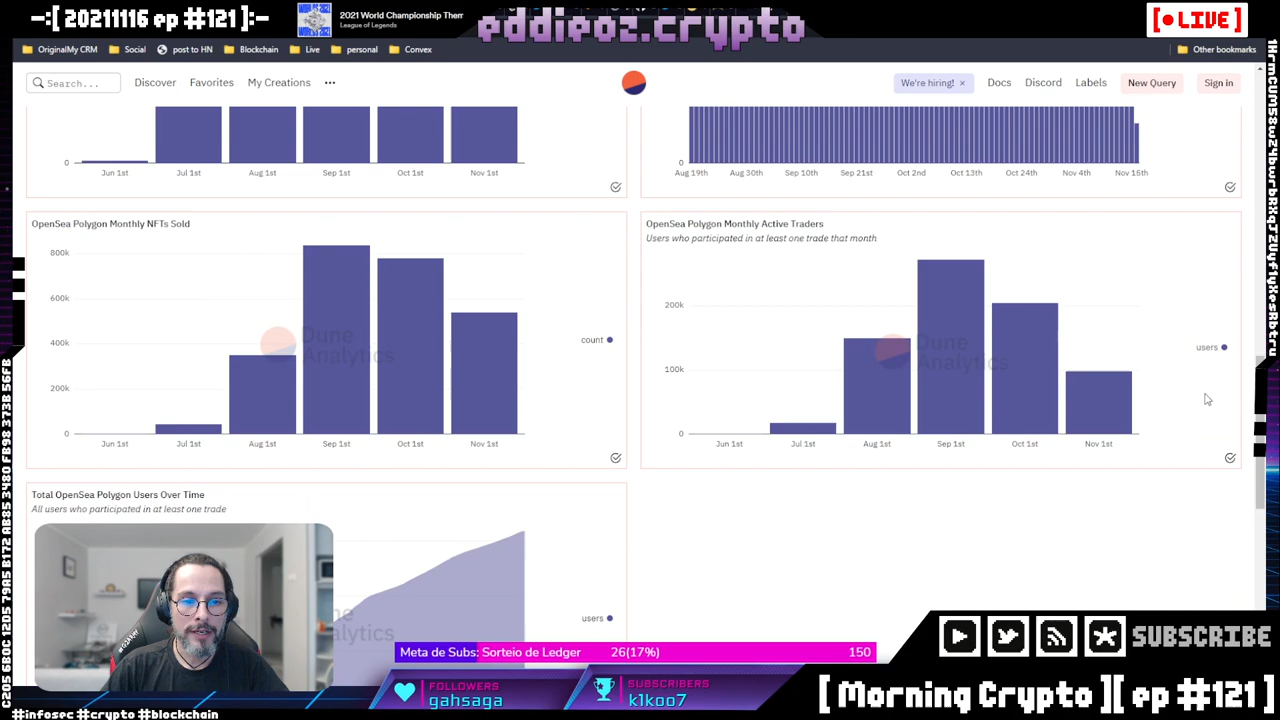 -:[ 20211116 ep #121]:-
2021 World Championship Them
League of Legends
eddieoz.crypto
[●LIVE]
OriginalMy CRM
Social
post to HN
Blockchain
Live
personal
Convex
Other bookmarks
Search...
Discover
Favorites
My Creations
We're hiring! ×
Docs
Discord
Labels
New Query
Sign in
0
Jun 1st Jul 1st Aug 1st Sep 1st Oct 1st Nov 1st
0
Aug 19th Aug 30th Sep 10th Sep 21st Oct 2nd Oct 13th Oct 24th Nov 4th Nov 15th
OpenSea Polygon Monthly NFTs Sold
800k
600k
400k
200k
0
Dune
Analytics
count
Jun 1st Jul 1st Aug 1st Sep 1st Oct 1st Nov 1st
OpenSea Polygon Monthly Active Traders
Users who participated in at least one trade that month
200k
100k
0
Dune
Analytics
users
Jun 1st Jul 1st Aug 1st Sep 1st Oct 1st Nov 1st
Total OpenSea Polygon Users Over Time
All users who participated in at least one trade
users
Meta de Subs: Sorteio de Ledger 26(17%) 150
FOLLOWERS
gahsaga
SUBSCRIBERS
k1koo7
SUBSCRIBE
[ Morning Crypto ][ ep #121 ]
#infosec #crypto #blockchain